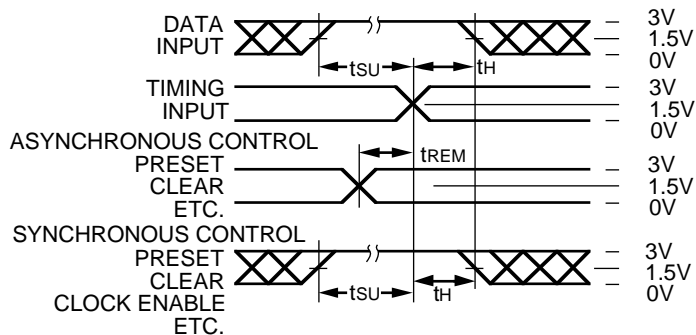 DATA
INPUT
3V
1.5V
0V
tSU
tH
TIMING
INPUT
3V
1.5V
0V
ASYNCHRONOUS CONTROL
PRESET
CLEAR
ETC.
tREM
3V
1.5V
0V
SYNCHRONOUS CONTROL
PRESET
CLEAR
CLOCK ENABLE
ETC.
tSU
tH
3V
1.5V
0V